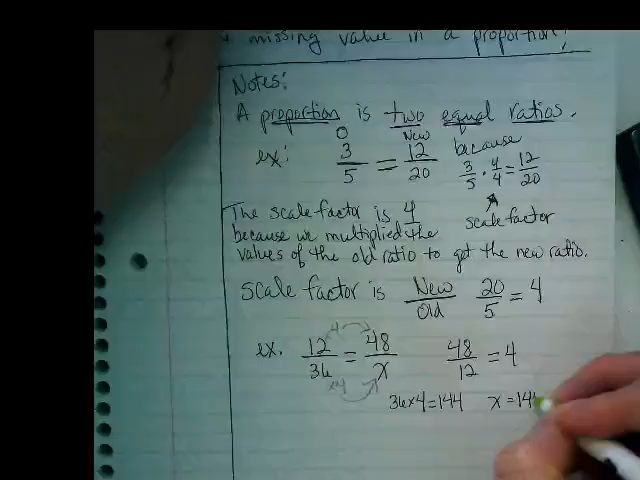 missing value in a proportion!
Notes:
A proportion is two equal ratios.
O New
ex: 3/5 = 12/20 because 3/5 · 4/4 = 12/20
The scale factor is 4 scale factor
because we multiplied the
values of the old ratio to get the new ratio.
Scale factor is New/Old 20/5 = 4
ex. 12/36 = 48/x x4 x4 48/12 = 4
36x4=144 x=14